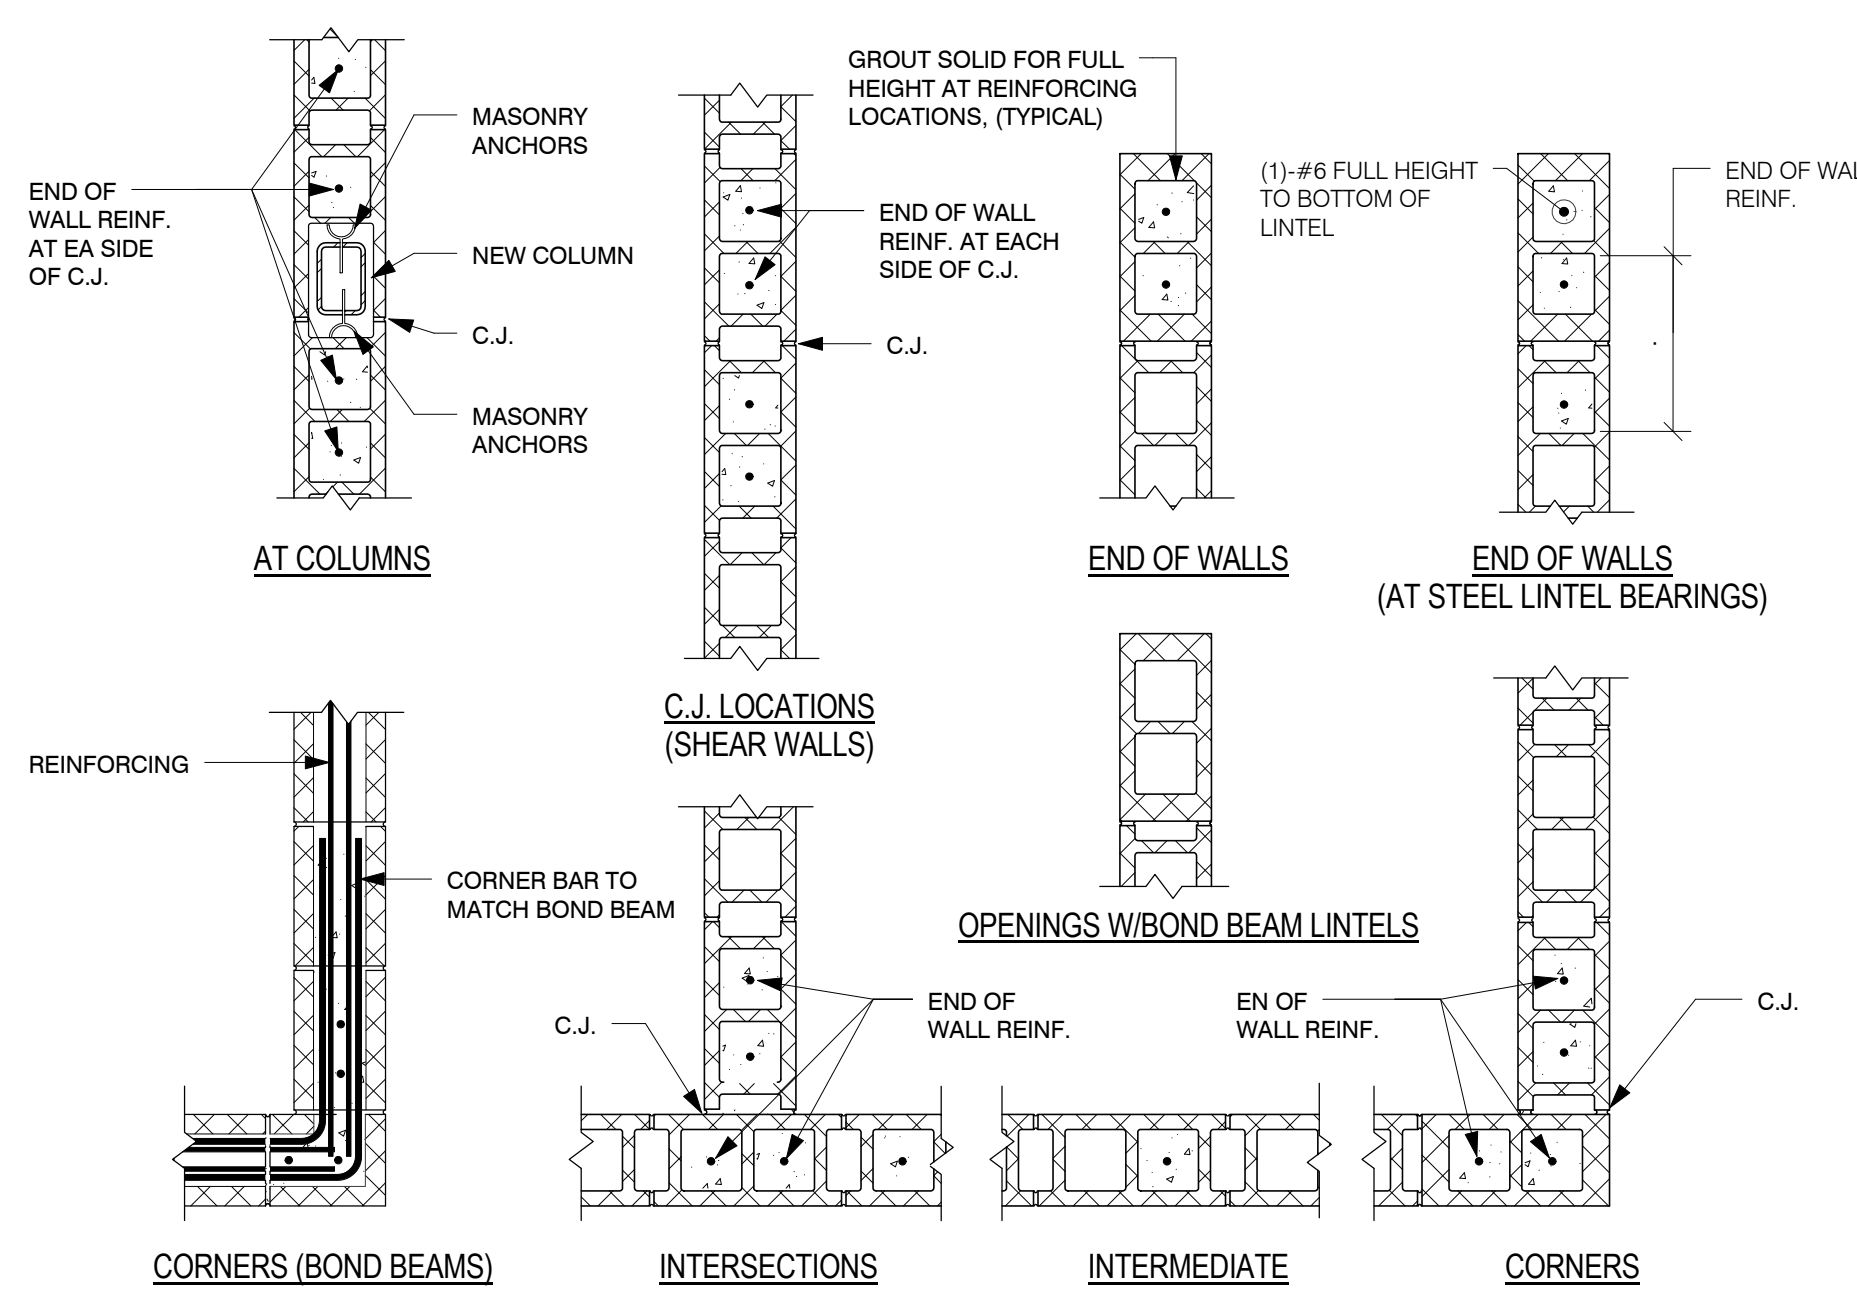 END OF
WALL REINF.
AT EA SIDE
OF C.J.
MASONRY
ANCHORS
NEW COLUMN
C.J.
MASONRY
ANCHORS
AT COLUMNS
END OF WALL
REINF. AT EACH
SIDE OF C.J.
C.J.
C.J. LOCATIONS
(SHEAR WALLS)
GROUT SOLID FOR FULL
HEIGHT AT REINFORCING
LOCATIONS, (TYPICAL)
END OF WALLS
(1)-#6 FULL HEIGHT
TO BOTTOM OF
LINTEL
END OF WAL
REINF.
END OF WALLS
(AT STEEL LINTEL BEARINGS)
REINFORCING
CORNER BAR TO
MATCH BOND BEAM
CORNERS (BOND BEAMS)
C.J.
END OF
WALL REINF.
INTERSECTIONS
OPENINGS W/BOND BEAM LINTELS
INTERMEDIATE
EN OF
WALL REINF.
C.J.
CORNERS